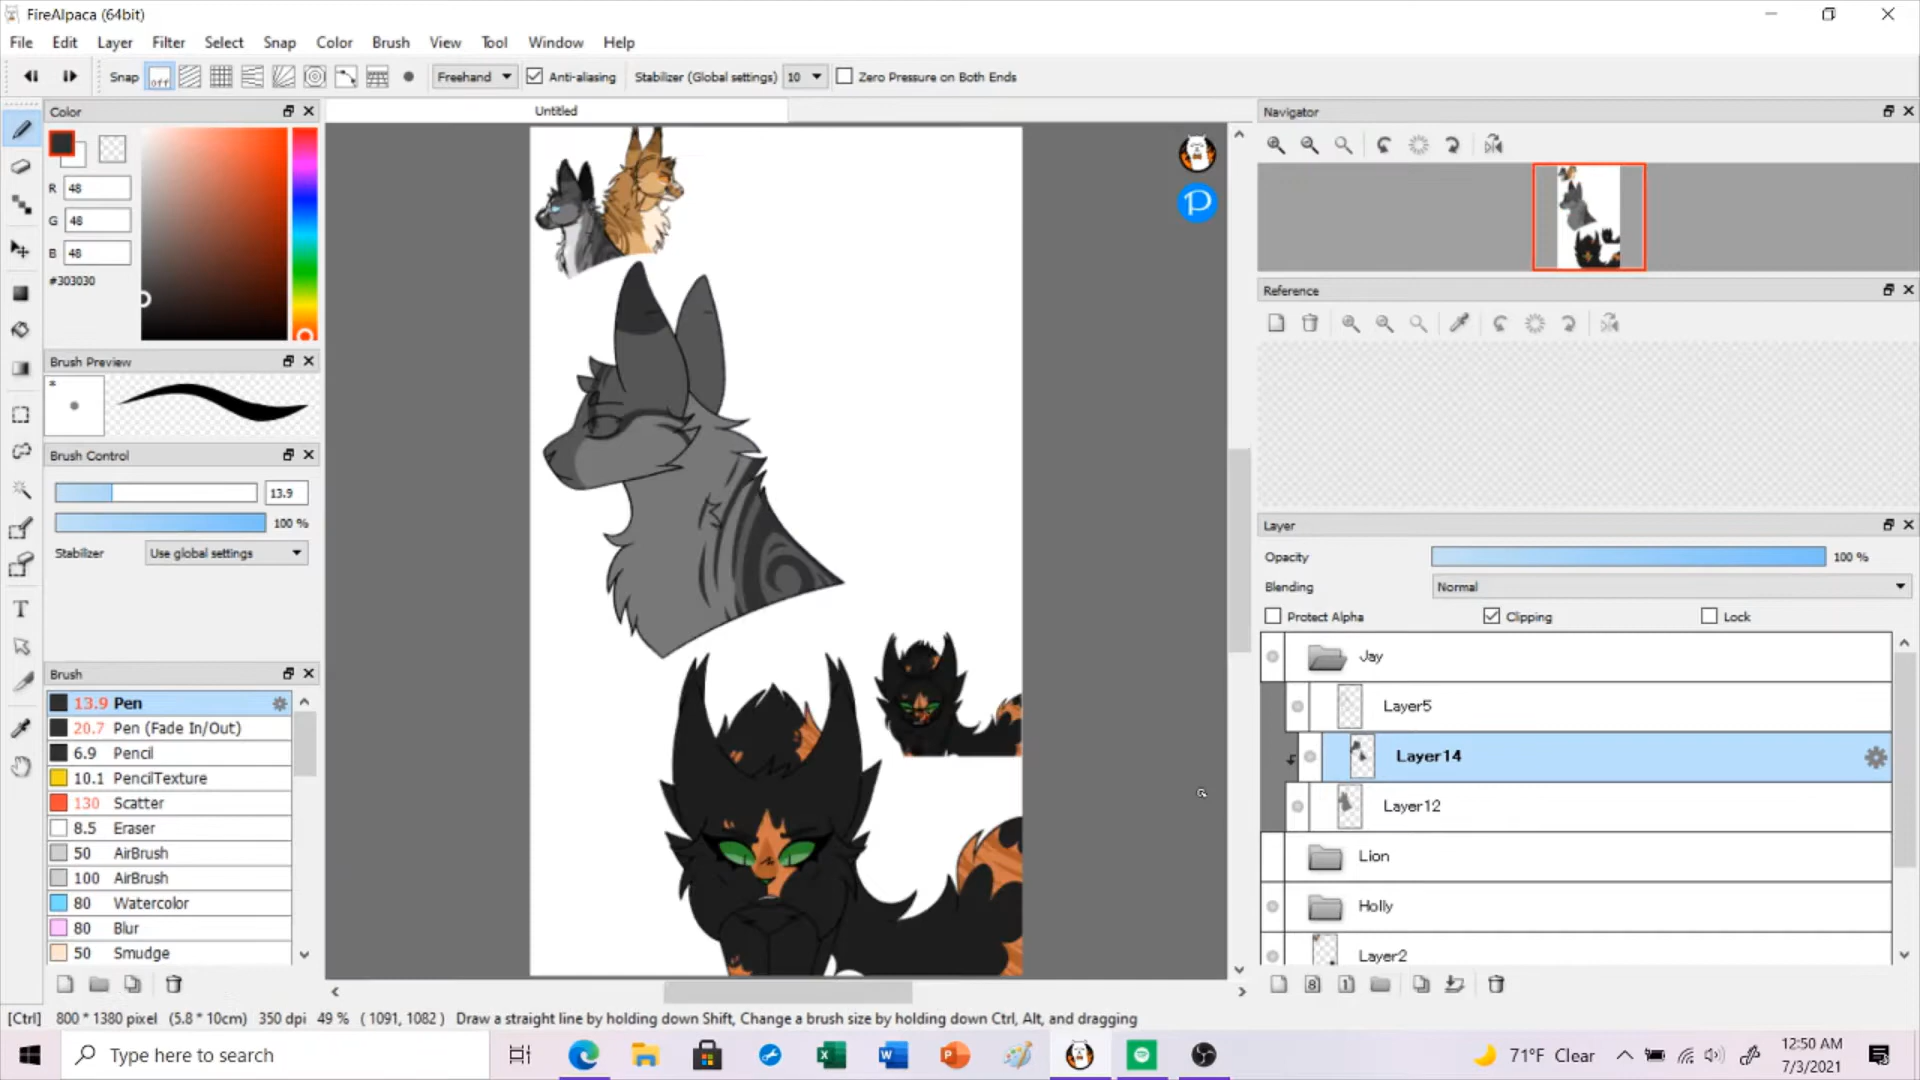 FireAlpaca (64bit)
File Edit Layer Filter Select Snap Color Brush View Tool Window Help
Snap off Freehand Anti-aliasing Stabilizer (Global settings) 10 Zero Pressure on Both Ends
Color
R 48
G 48
B 48
#303030
Brush Preview
Brush Control
13.9
100 %
Stabilizer Use global settings
Brush
13.9 Pen
20.7 Pen (Fade In/Out)
6.9 Pencil
10.1 PencilTexture
130 Scatter
8.5 Eraser
50 AirBrush
100 AirBrush
80 Watercolor
80 Blur
50 Smudge
Untitled
Navigator
Reference
Layer
Opacity 100 %
Blending Normal
Protect Alpha Clipping Lock
Jay
Layer5
Layer14
Layer12
Lion
Holly
Layer2
[Ctrl] 800 * 1380 pixel (5.8 * 10cm) 350 dpi 49 % ( 1091, 1082 ) Draw a straight line by holding down Shift, Change a brush size by holding down Ctrl, Alt, and dragging
Type here to search
71°F Clear
12:50 AM
7/3/2021